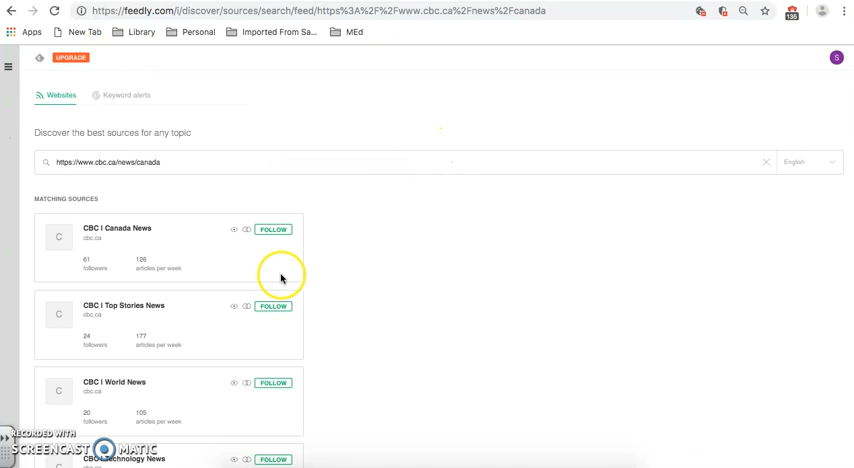 https://feedly.com/i/discover/sources/search/feed/https%3A%2F%2Fwww.cbc.ca%2Fnews%2Fcanada
135
Apps New Tab Library Personal Imported From Sa... MEd
UPGRADE
S
Websites Keyword alerts
Discover the best sources for any topic
https://www.cbc.ca/news/canada English
MATCHING SOURCES
C
CBC | Canada News FOLLOW
cbc.ca
61 126
followers articles per week
C
CBC | Top Stories News FOLLOW
cbc.ca
24 177
followers articles per week
C
CBC | World News FOLLOW
cbc.ca
20 105
followers articles per week
CBC | Technology News FOLLOW
RECORDED WITH
SCREENCAST MATIC